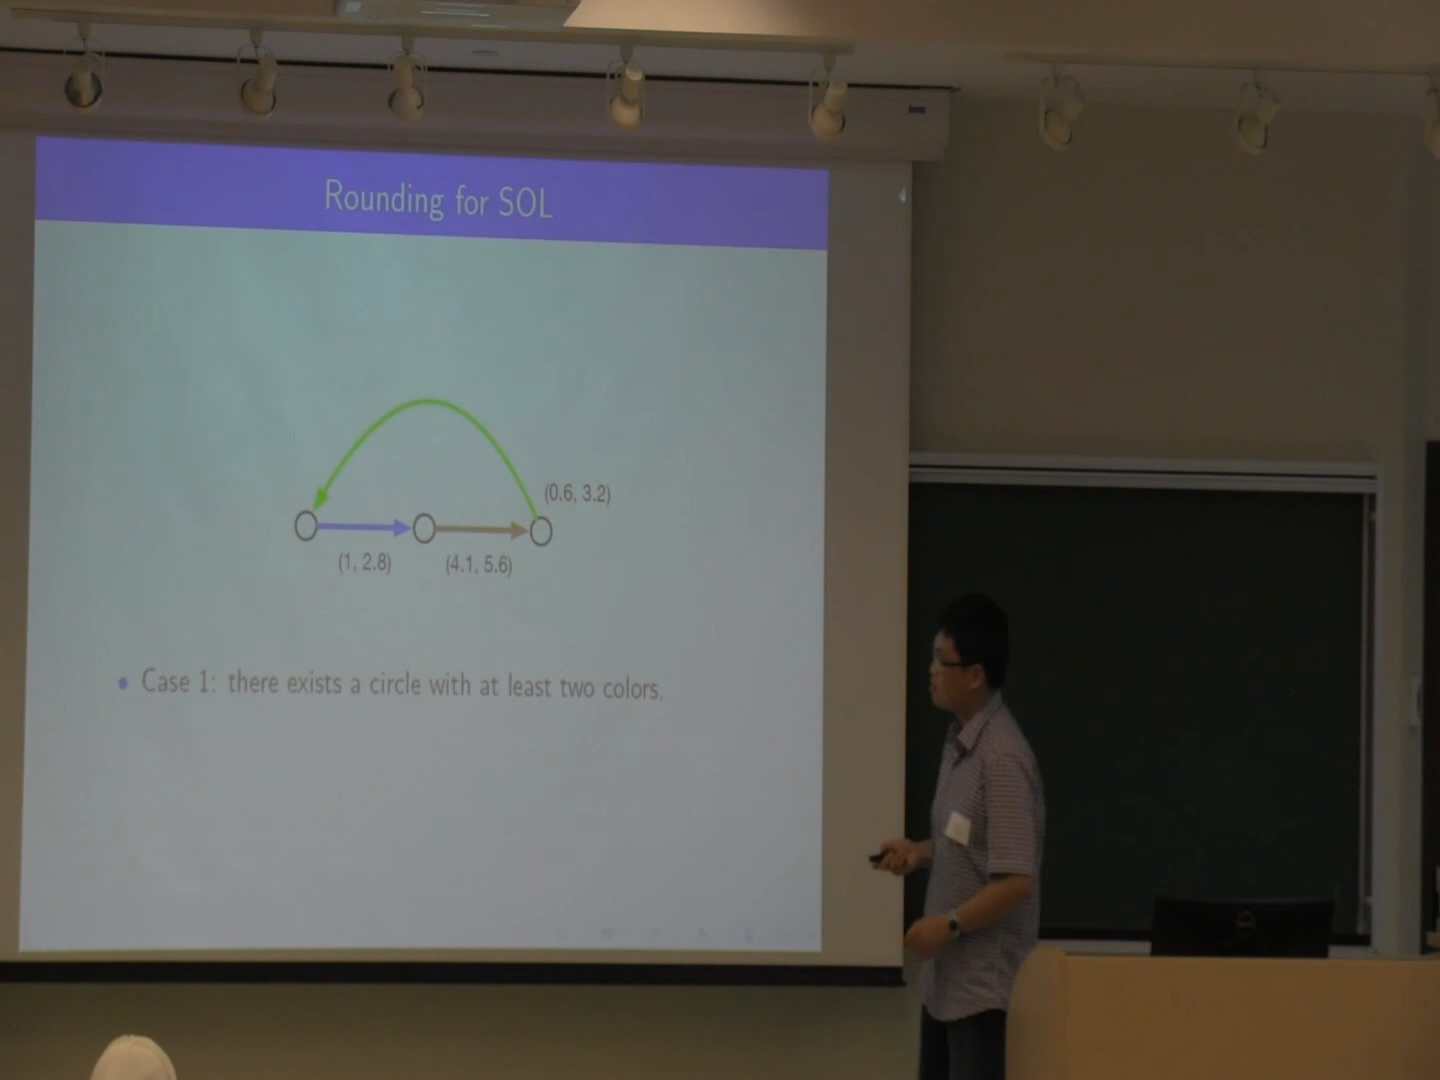 Rounding for SOL
(0.6, 3.2)
(1, 2.8)
(4.1, 5.6)
• Case 1: there exists a circle with at least two colors.